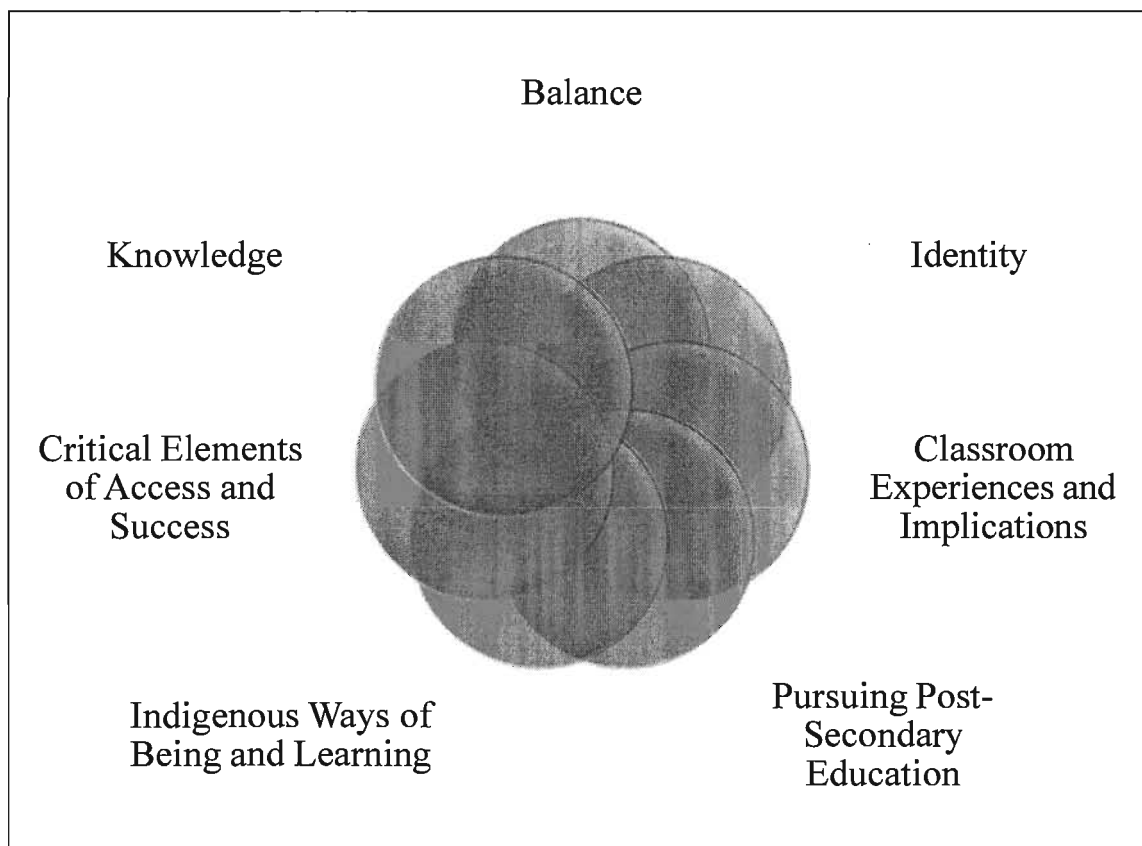 Balance
Knowledge
Identity
Critical Elements
of Access and
Success
Classroom
Experiences and
Implications
Indigenous Ways of
Being and Learning
Pursuing Post-
Secondary
Education